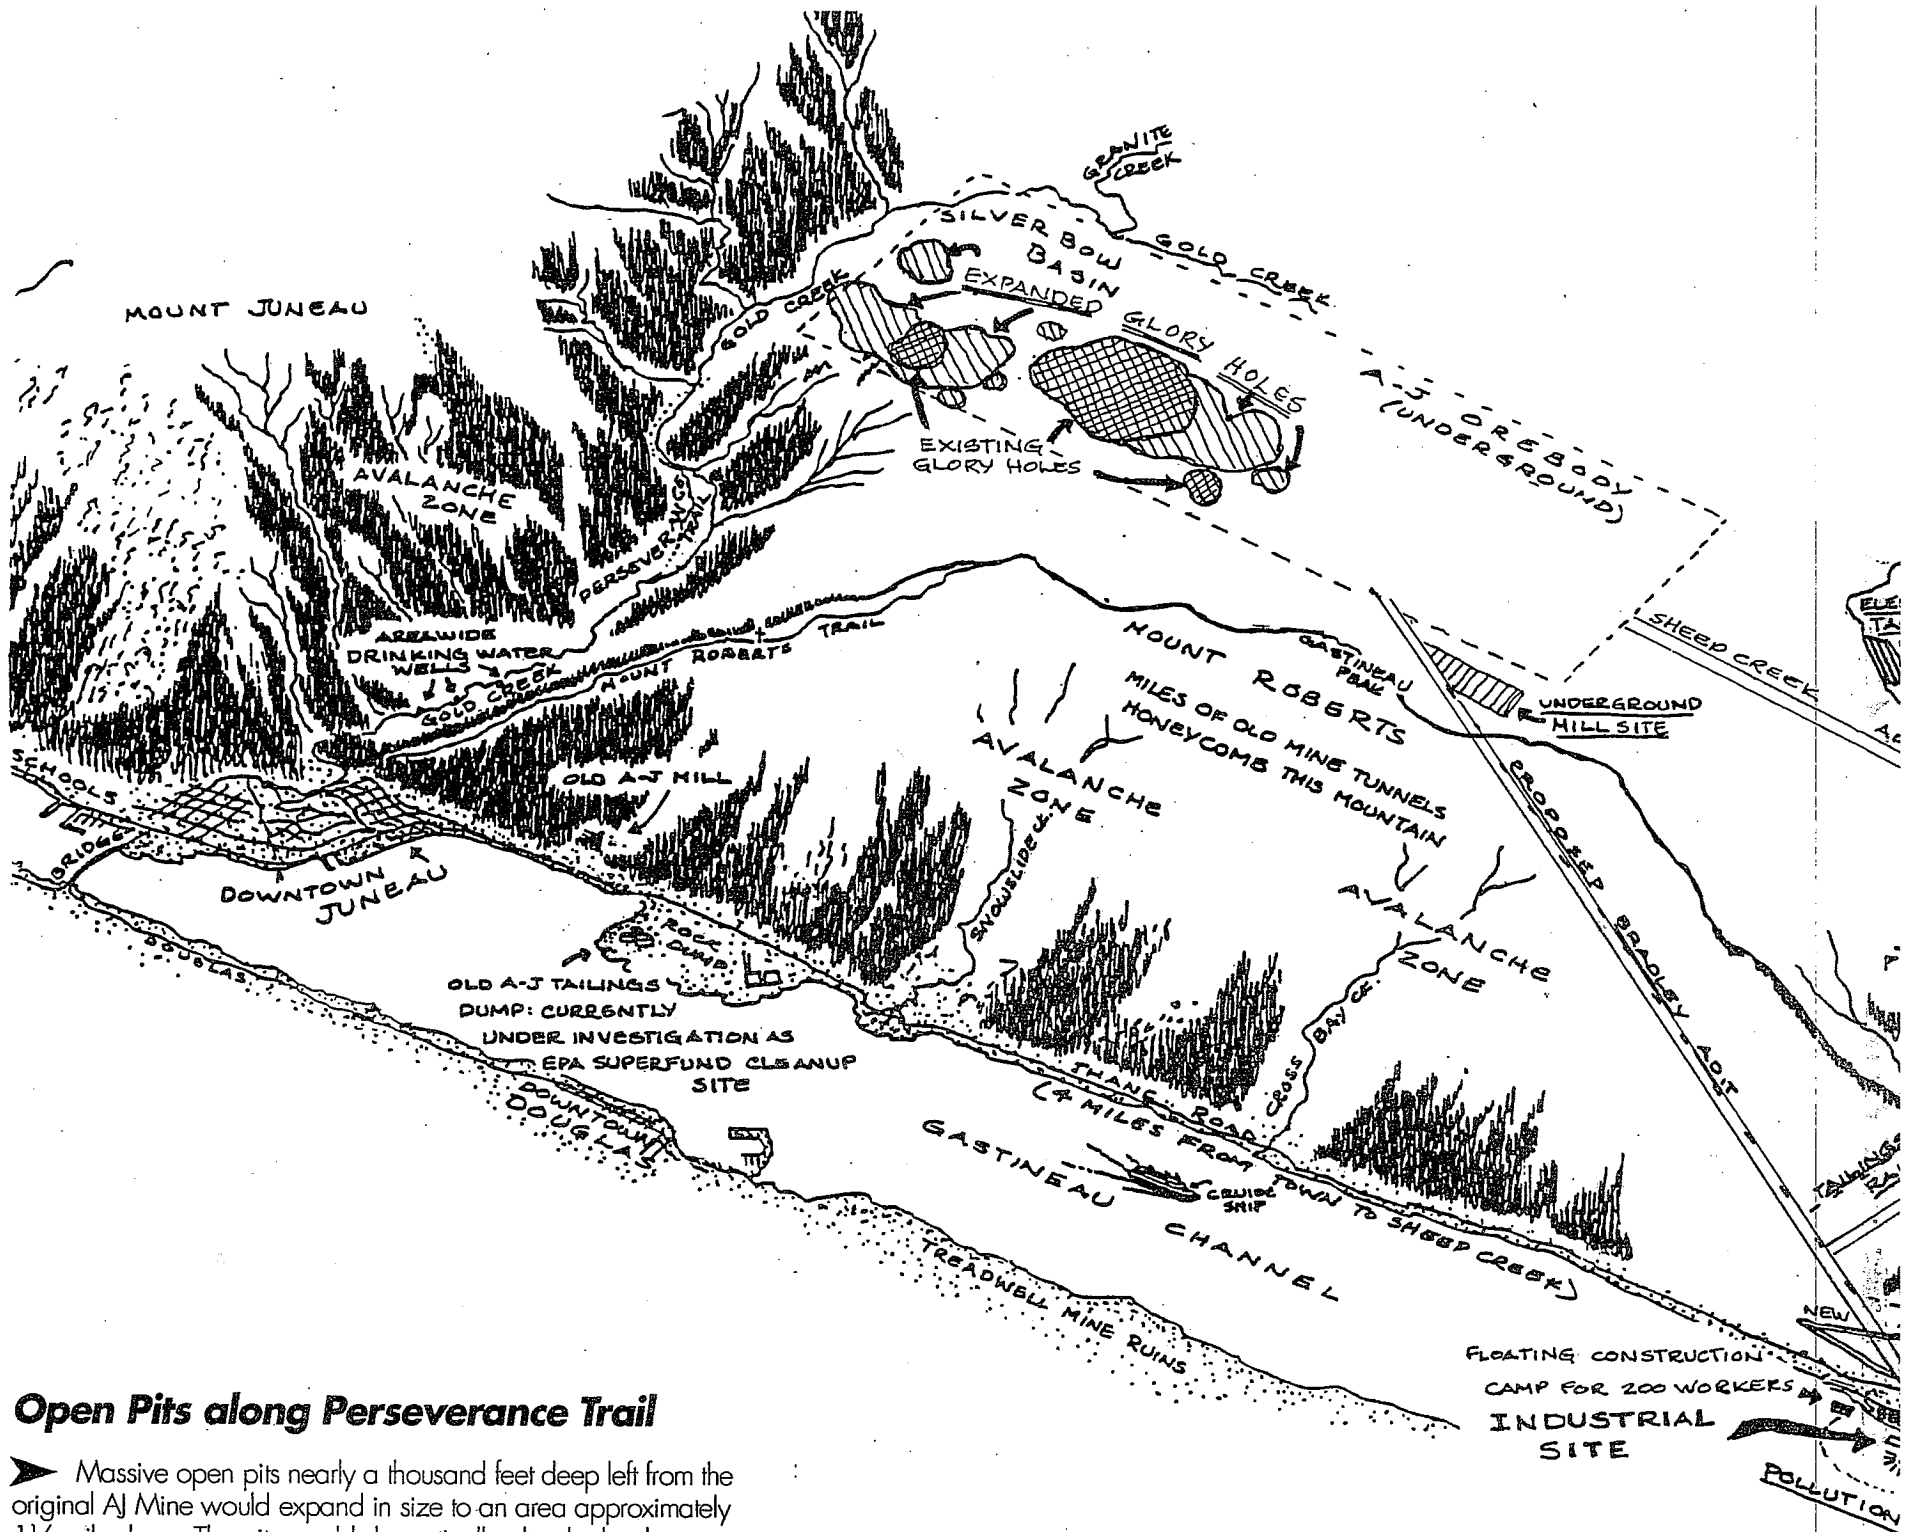 GRANITE
CREEK
SILVER BOW
BASIN
GOLD CREEK
EXPANDED GLORY HOLES
GOLD CREEK
MOUNT JUNEAU
A-J OREBODY
(UNDERGROUND)
EXISTING
GLORY HOLES
AVALANCHE
ZONE
PERSEVERANCE
TRAIL
AREAWIDE
DRINKING WATER
WELLS
GOLD CREEK
MOUNT ROBERTS TRAIL
MOUNT ROBERTS
GASTINEAU
PEAK
SHEEP CREEK
UNDERGROUND
MILL SITE
MILES OF OLD MINE TUNNELS
HONEYCOMB THIS MOUNTAIN
AVALANCHE
ZONE
SCHOOLS
OLD A-J MILL
BRIDGE
DOWNTOWN
JUNEAU
SNOWSLIDE CK.
PROPOSED BRADLEY ADIT
AVALANCHE
ZONE
DOUGLAS
ROCK
DUMP
OLD A-J TAILINGS
DUMP: CURRENTLY
UNDER INVESTIGATION AS
EPA SUPERFUND CLEANUP
SITE
CROSS BAY CK.
DOWNTOWN
DOUGLAS
THANE ROAD
(4 MILES FROM TOWN TO SHEEP CREEK)
GASTINEAU CHANNEL
CRUISE
SHIP
TREADWELL MINE RUINS
NEW
FLOATING CONSTRUCTION
CAMP FOR 200 WORKERS
INDUSTRIAL
SITE
POLLUTION
Open Pits along Perseverance Trail
Massive open pits nearly a thousand feet deep left from the
original AJ Mine would expand in size to an area approximately